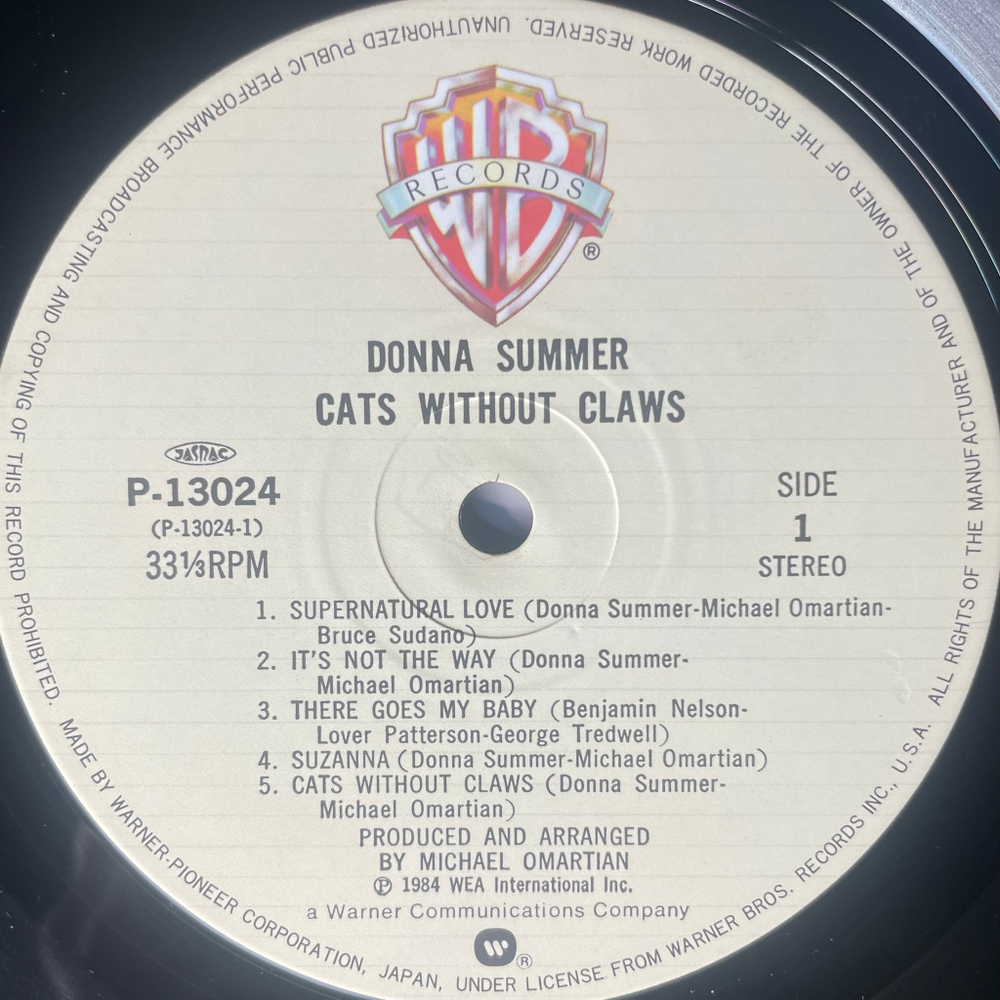 WB
RECORDS
®
DONNA SUMMER
CATS WITHOUT CLAWS
JASRAC
P-13024
(P-13024-1)
33⅓RPM
SIDE
1
STEREO
1. SUPERNATURAL LOVE (Donna Summer-Michael Omartian-
Bruce Sudano)
2. IT'S NOT THE WAY (Donna Summer-
Michael Omartian)
3. THERE GOES MY BABY (Benjamin Nelson-
Lover Patterson-George Tredwell)
4. SUZANNA (Donna Summer-Michael Omartian)
5. CATS WITHOUT CLAWS (Donna Summer-
Michael Omartian)
PRODUCED AND ARRANGED
BY MICHAEL OMARTIAN
Ⓟ 1984 WEA International Inc.
a Warner Communications Company
®
MADE BY WARNER-PIONEER CORPORATION, JAPAN, UNDER LICENSE FROM WARNER BROS. RECORDS INC., U.S.A. ALL RIGHTS OF THE MANUFACTURER AND OF THE OWNER OF THE RECORDED WORK RESERVED. UNAUTHORIZED PUBLIC PERFORMANCE BROADCASTING AND COPYING OF THIS RECORD PROHIBITED.